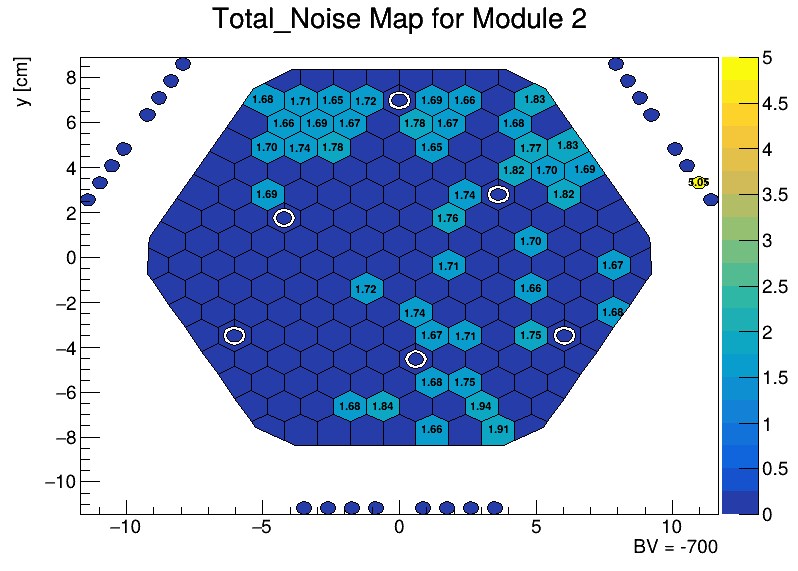 Total_Noise Map for Module 2
y [cm]
8
6
4
2
0
−2
−4
−6
−8
−10
1.68 1.71 1.65 1.72 1.69 1.66 1.83
1.66 1.69 1.67 1.78 1.67 1.68
1.70 1.74 1.78 1.65 1.77 1.83
1.82 1.70 1.69
5.05
1.69 1.74 1.82
1.76
1.70
1.71 1.67
1.72 1.66
1.74 1.68
1.67 1.71 1.75
1.68 1.75
1.68 1.84 1.94
1.66 1.91
−10 −5 0 5 10
BV = -700
5
4.5
4
3.5
3
2.5
2
1.5
1
0.5
0